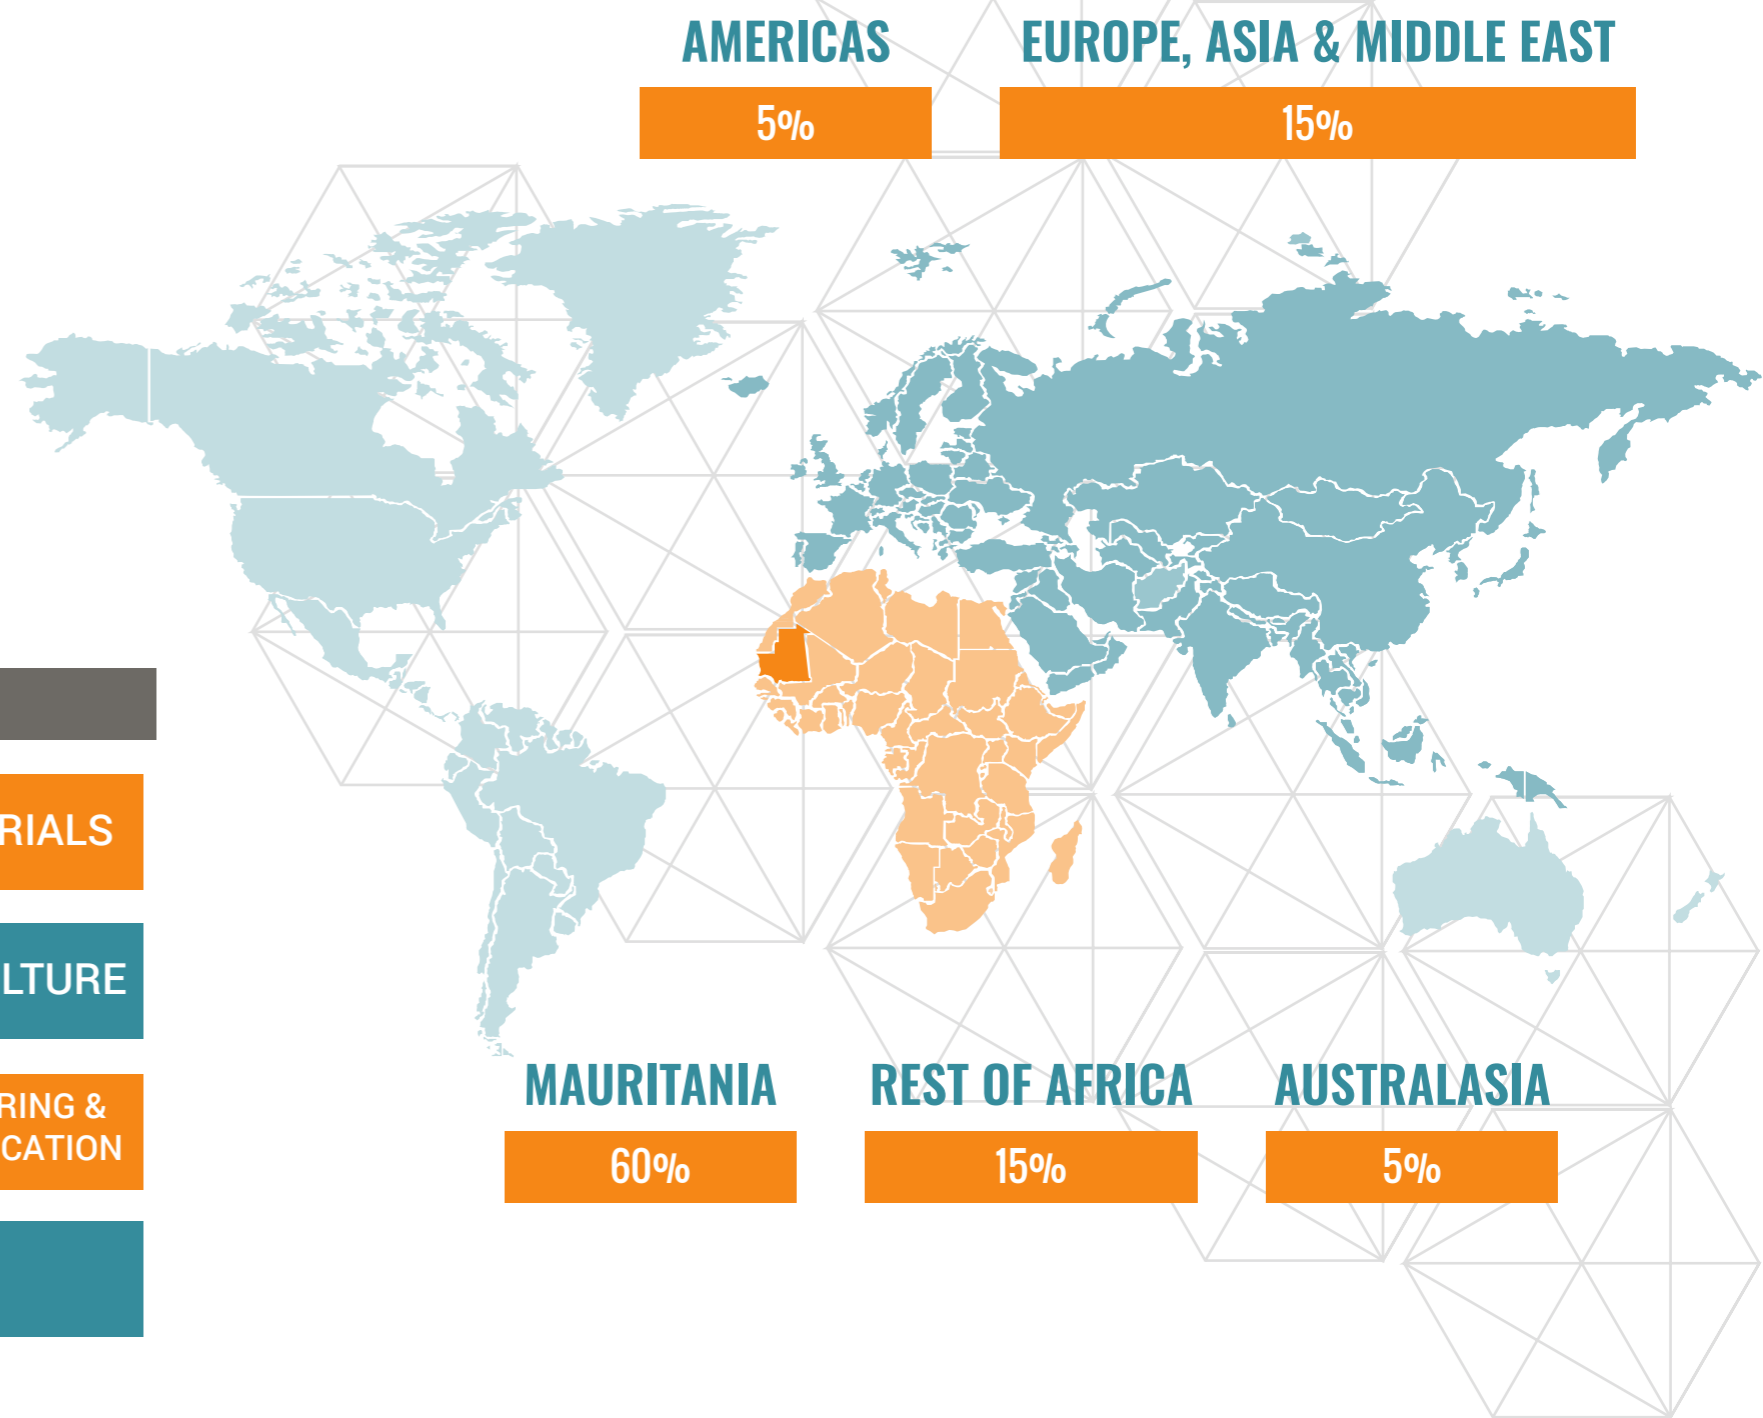 AMERICAS
5%
EUROPE, ASIA & MIDDLE EAST
15%
RIALS
LTURE
RING &
CATION
MAURITANIA
60%
REST OF AFRICA
15%
AUSTRALASIA
5%